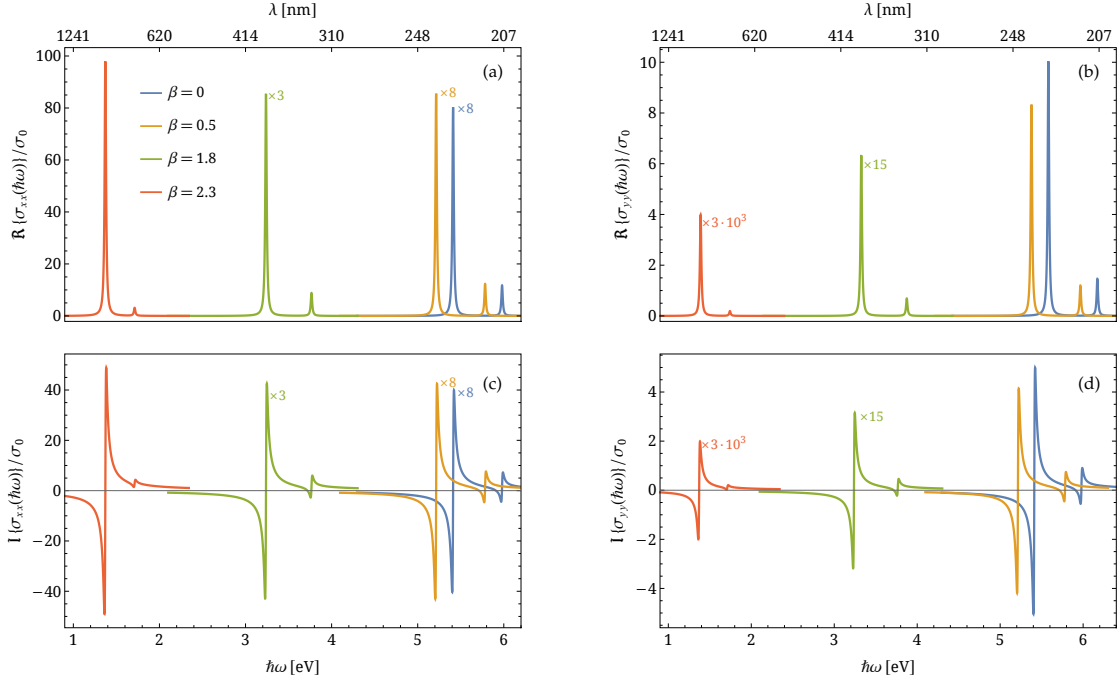 λ [nm]
1241 620 414 310 248 207
100
80
60
40
20
0
ℜ {σxx(ħω)}/σ0
(a)
β = 0
β = 0.5
β = 1.8
β = 2.3
×3
×8
×8
λ [nm]
1241 620 414 310 248 207
10
8
6
4
2
0
ℜ {σyy(ħω)}/σ0
(b)
×3·10³
×15
40
20
0
−20
−40
I {σxx(ħω)}/σ0
(c)
×3
×8
×8
1 2 3 4 5 6
ħω [eV]
4
2
0
−2
−4
I {σyy(ħω)}/σ0
(d)
×3·10³
×15
1 2 3 4 5 6
ħω [eV]